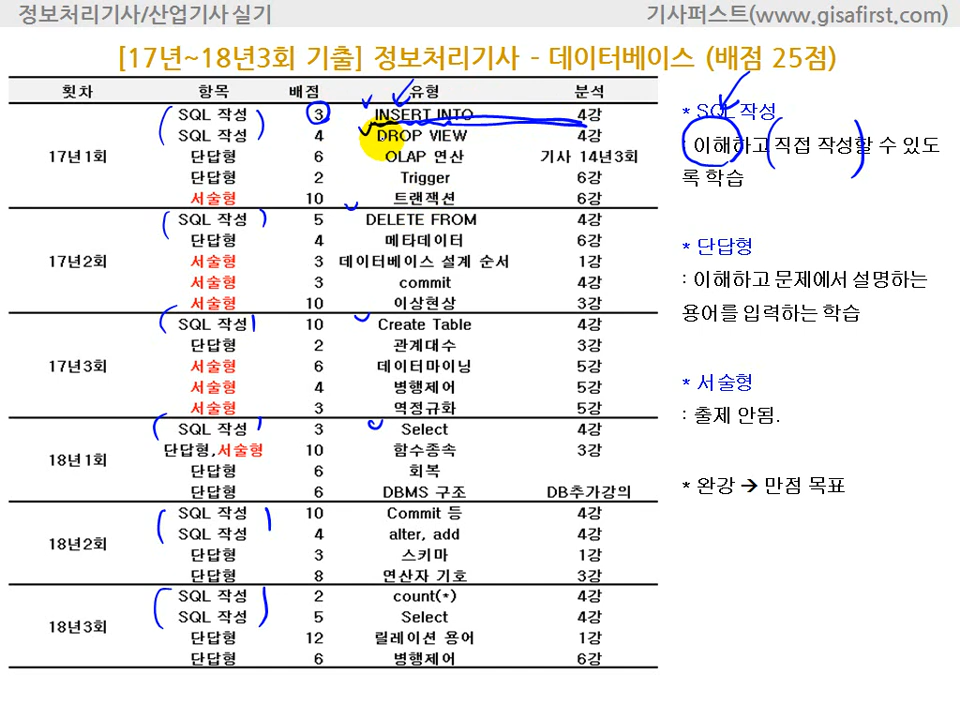 정보처리기사/산업기사 실기
기사퍼스트(www.gisafirst.com)
[17년~18년3회 기출] 정보처리기사 - 데이터베이스 (배점 25점)
횟차 항목 배점 유형 분석
SQL 작성 3 INSERT INTO 4강
SQL 작성 4 DROP VIEW 4강
17년1회 단답형 6 OLAP 연산 기사 14년3회
단답형 2 Trigger 6강
서술형 10 트랜잭션 6강
SQL 작성 5 DELETE FROM 4강
단답형 4 메타데이터 6강
17년2회 서술형 3 데이터베이스 설계 순서 1강
서술형 3 commit 4강
서술형 10 이상현상 3강
SQL 작성 10 Create Table 4강
단답형 2 관계대수 3강
17년3회 서술형 6 데이터마이닝 5강
서술형 4 병행제어 5강
서술형 3 역정규화 5강
SQL 작성 3 Select 4강
단답형,서술형 10 함수종속 3강
18년1회
단답형 6 회복
단답형 6 DBMS 구조 DB추가강의
SQL 작성 10 Commit 등 4강
SQL 작성 4 alter, add 4강
18년2회
단답형 3 스키마 1강
단답형 8 연산자 기호 3강
SQL 작성 2 count(*) 4강
SQL 작성 5 Select 4강
18년3회
단답형 12 릴레이션 용어 1강
단답형 6 병행제어 6강
* SQL 작성
이해하고 직접 작성할 수 있도
록 학습
* 단답형
: 이해하고 문제에서 설명하는
용어를 입력하는 학습
* 서술형
: 출제 안됨.
* 완강 → 만점 목표